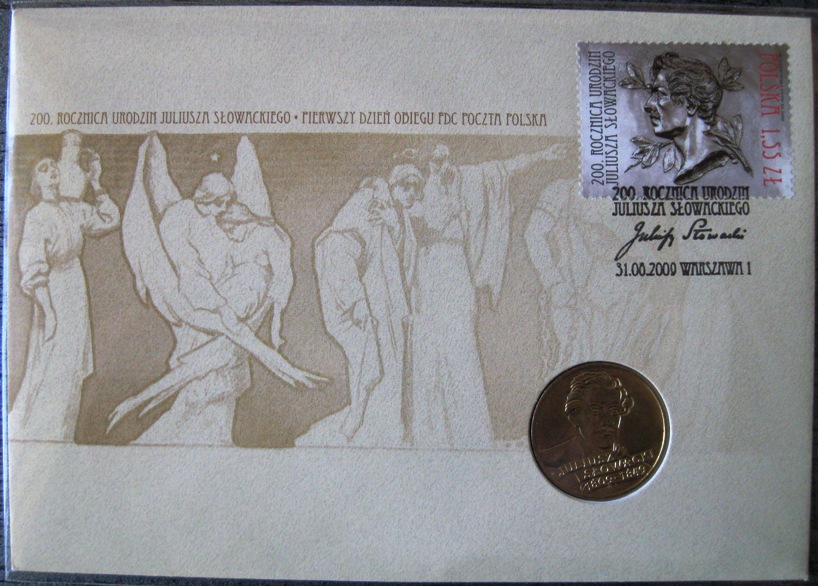 200. ROCZNICA URODZIN JULIUSZA SŁOWACKIEGO • PIERWSZY DZIEŃ OBIEGU FDC POCZTA POLSKA
200. ROCZNICA URODZIN
JULIUSZA SŁOWACKIEGO
POLSKA 1,55 ZŁ
200. ROCZNICA URODZIN
JULIUSZA SŁOWACKIEGO
Juliusz Słowacki
31.08.2009 WARSZAWA 1
JULIUSZ
SŁOWACKI
1809-1849